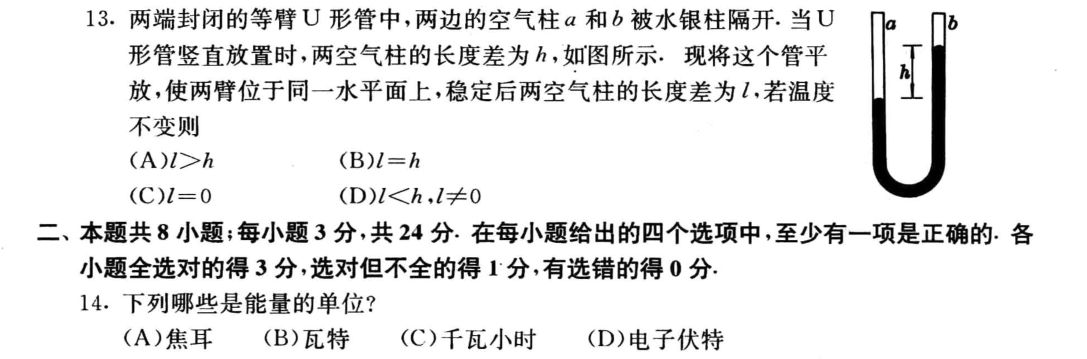 13. 两端封闭的等臂U形管中,两边的空气柱a和b被水银柱隔开. 当U
形管竖直放置时,两空气柱的长度差为h,如图所示. 现将这个管平
放,使两臂位于同一水平面上,稳定后两空气柱的长度差为l,若温度
不变则
(A)l>h (B)l=h
(C)l=0 (D)l<h,l≠0
a b
h
二、本题共8小题;每小题3分,共24分. 在每小题给出的四个选项中,至少有一项是正确的. 各
小题全选对的得3分,选对但不全的得1分,有选错的得0分.
14. 下列哪些是能量的单位?
(A)焦耳 (B)瓦特 (C)千瓦小时 (D)电子伏特